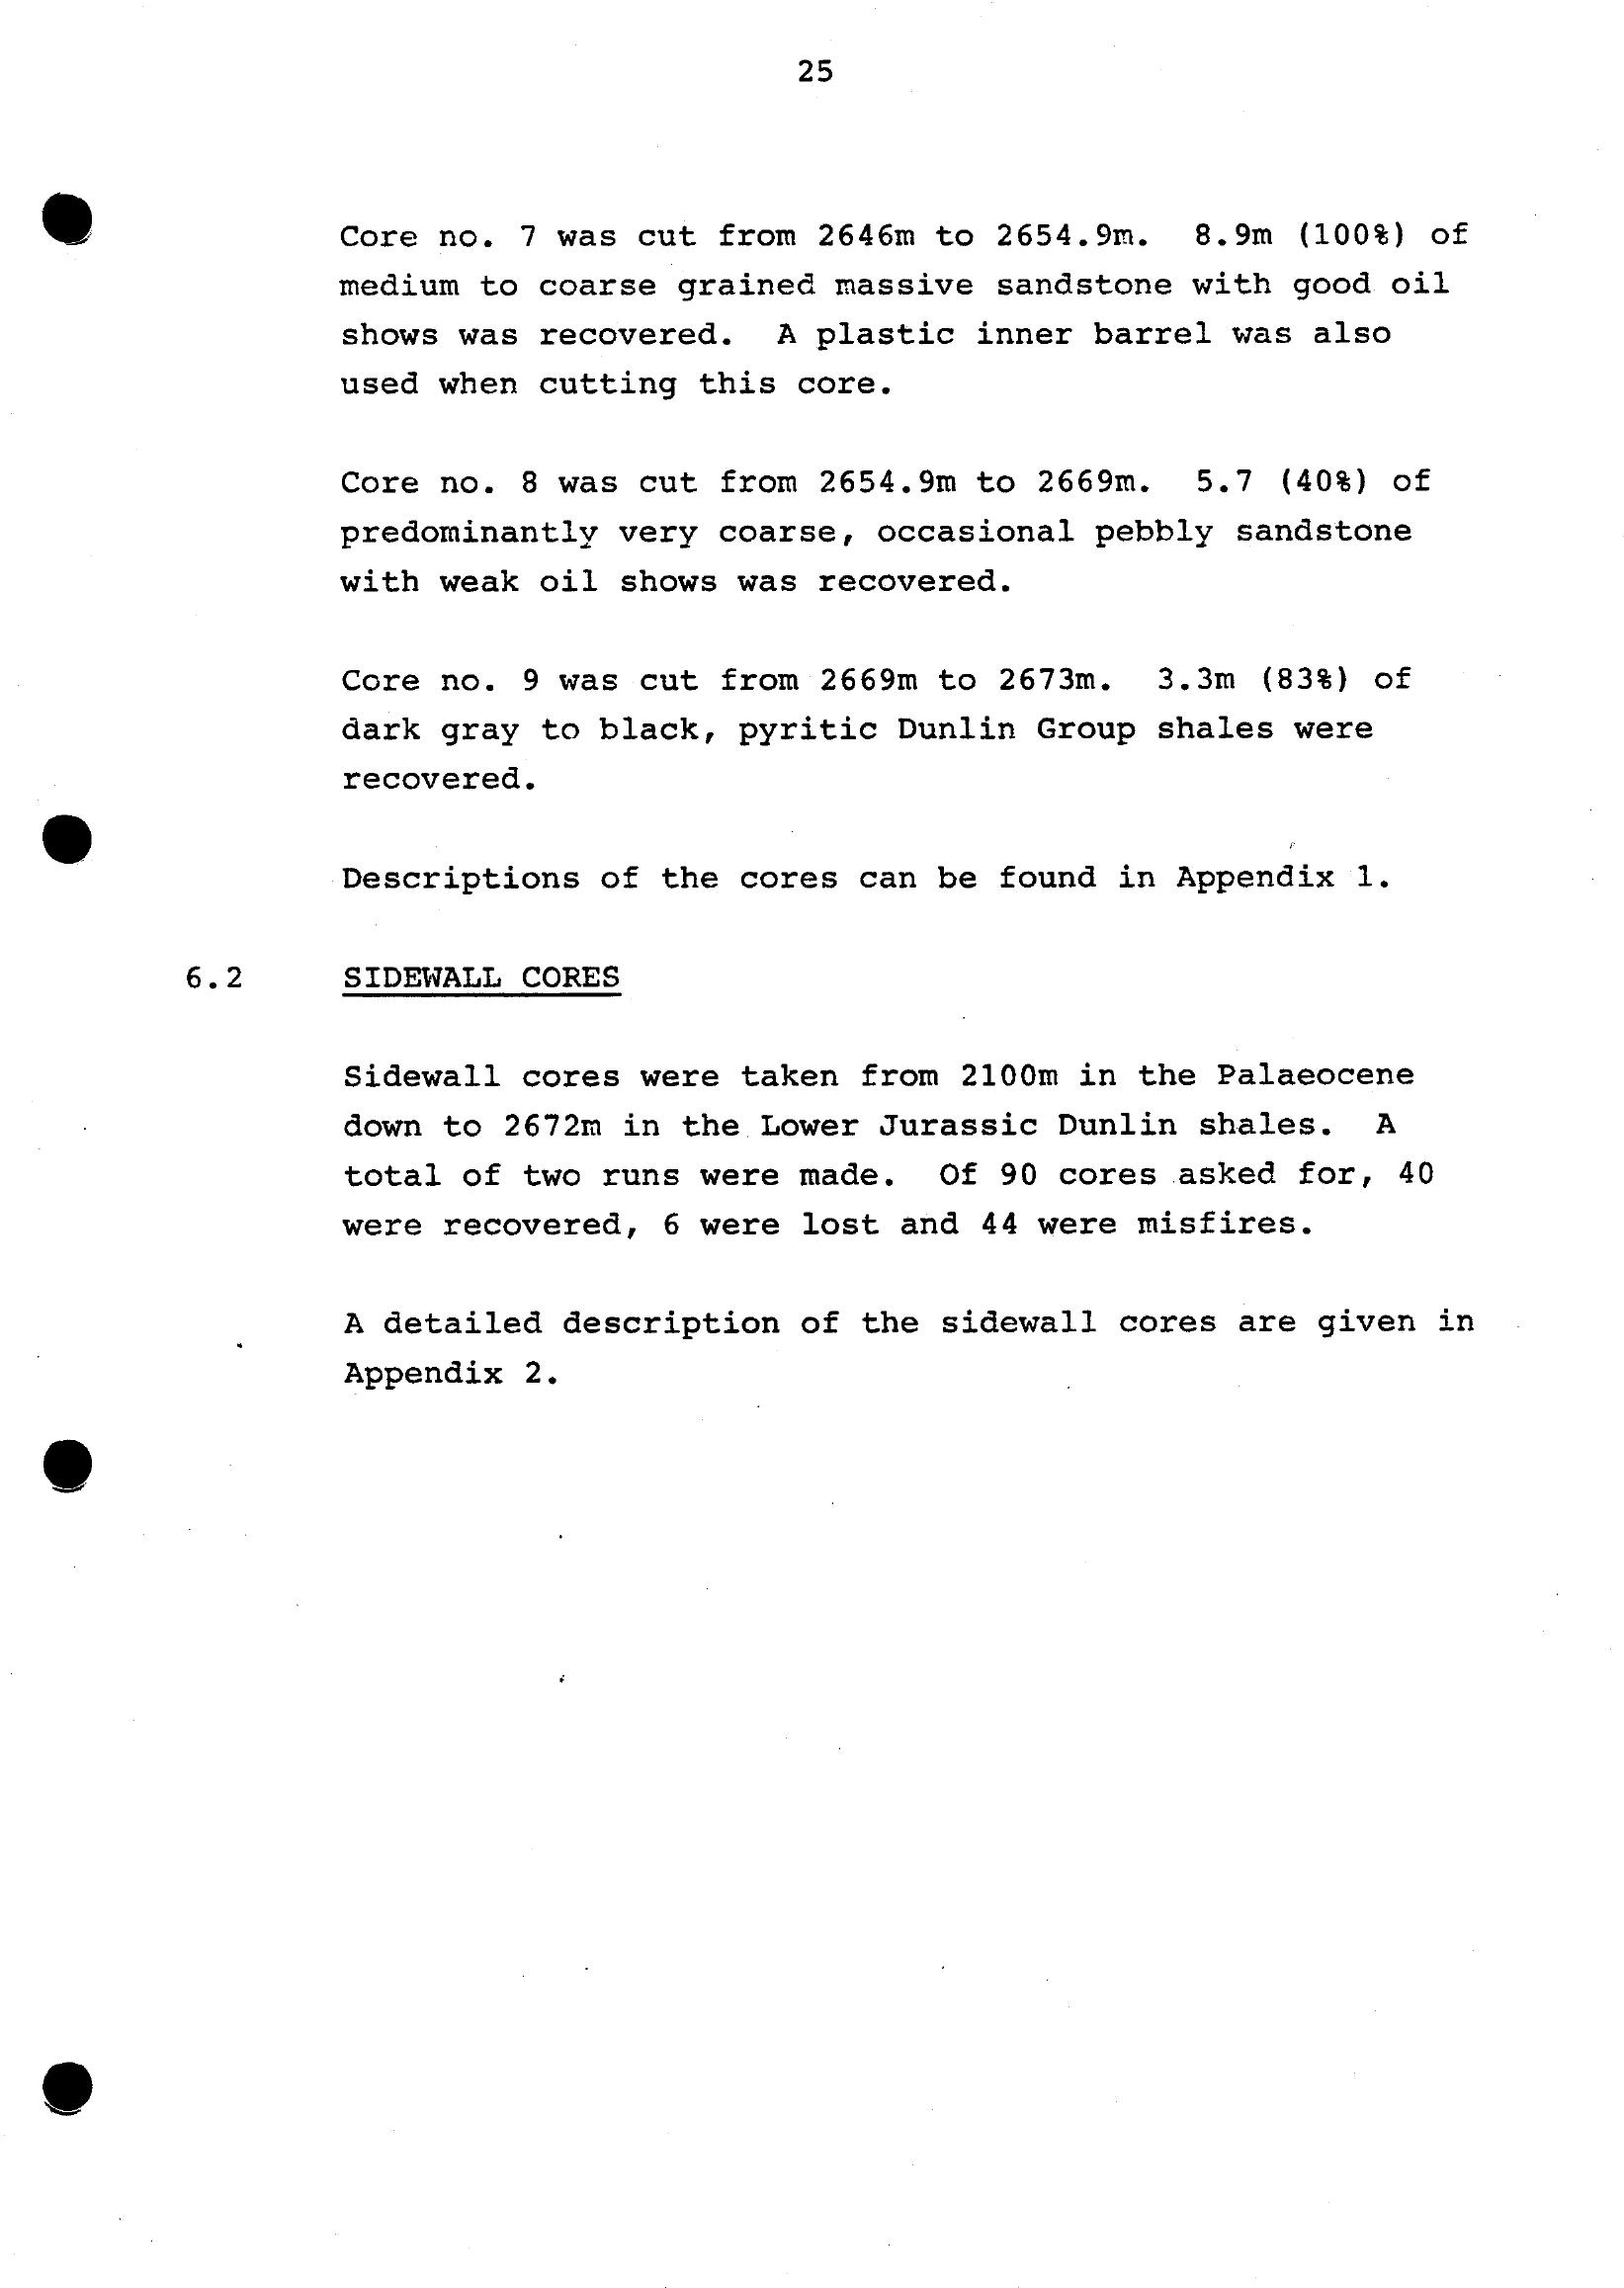 25
Core no. 7 was cut from 2646m to 2654.9m. 8.9m (100%) of
medium to coarse grained massive sandstone with good oil
shows was recovered. A plastic inner barrel was also
used when cutting this core.
Core no. 8 was cut from 2654.9m to 2669m. 5.7 (40%) of
predominantly very coarse, occasional pebbly sandstone
with weak oil shows was recovered.
Core no. 9 was cut from 2669m to 2673m. 3.3m (83%) of
dark gray to black, pyritic Dunlin Group shales were
recovered.
Descriptions of the cores can be found in Appendix 1.
6.2 SIDEWALL CORES
Sidewall cores were taken from 2100m in the Palaeocene
down to 2672m in the Lower Jurassic Dunlin shales. A
total of two runs were made. Of 90 cores asked for, 40
were recovered, 6 were lost and 44 were misfires.
A detailed description of the sidewall cores are given in
Appendix 2.